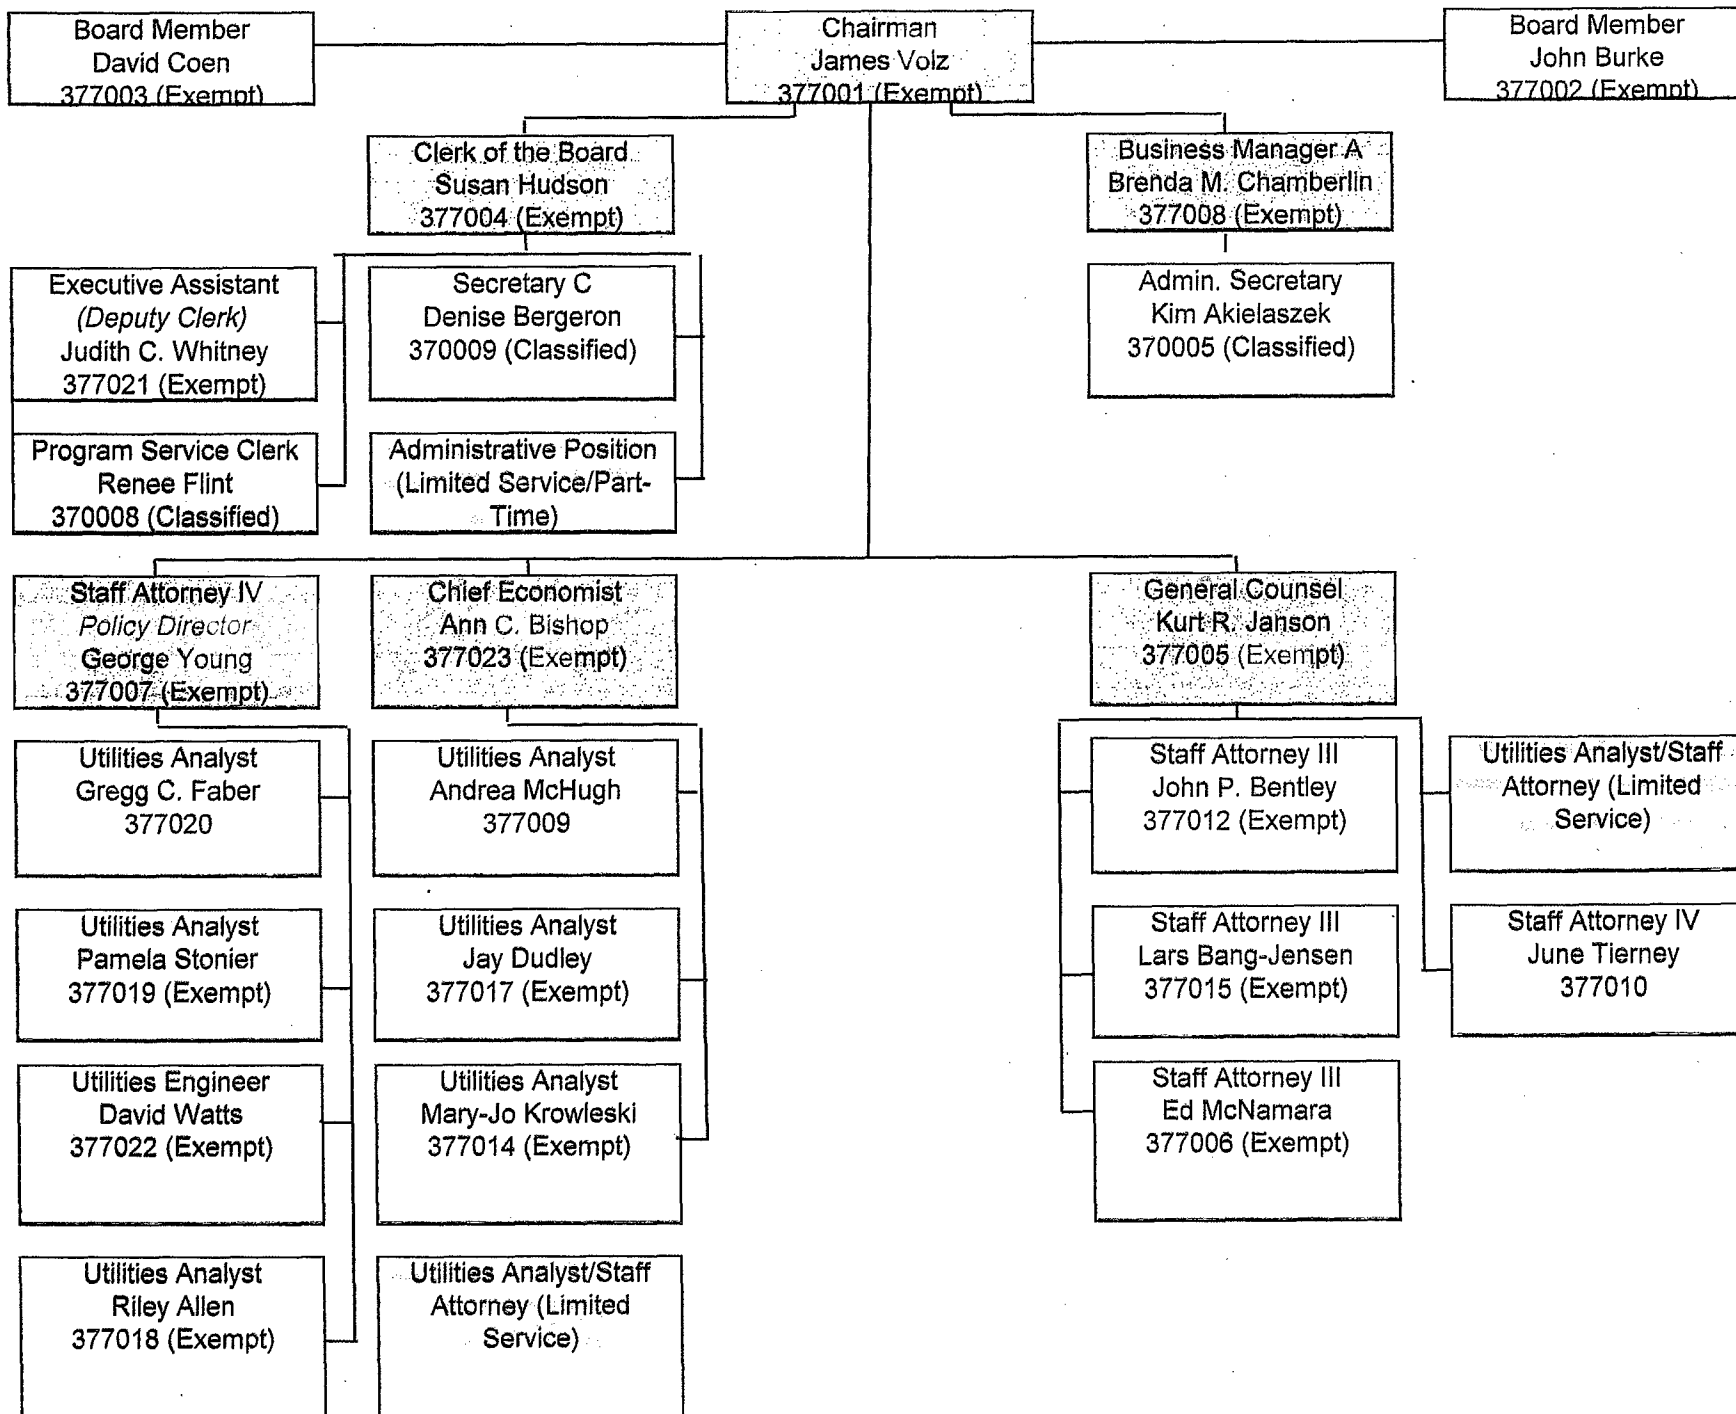 Board Member
David Coen
377003 (Exempt)
Chairman
James Volz
377001 (Exempt)
Board Member
John Burke
377002 (Exempt)
Clerk of the Board
Susan Hudson
377004 (Exempt)
Business Manager A
Brenda M. Chamberlin
377008 (Exempt)
Executive Assistant
(Deputy Clerk)
Judith C. Whitney
377021 (Exempt)
Secretary C
Denise Bergeron
370009 (Classified)
Admin. Secretary
Kim Akielaszek
370005 (Classified)
Program Service Clerk
Renee Flint
370008 (Classified)
Administrative Position
(Limited Service/Part-
Time)
Staff Attorney IV
Policy Director
George Young
377007 (Exempt)
Chief Economist
Ann C. Bishop
377023 (Exempt)
General Counsel
Kurt R. Janson
377005 (Exempt)
Utilities Analyst
Gregg C. Faber
377020
Utilities Analyst
Andrea McHugh
377009
Staff Attorney III
John P. Bentley
377012 (Exempt)
Utilities Analyst/Staff
Attorney (Limited
Service)
Utilities Analyst
Pamela Stonier
377019 (Exempt)
Utilities Analyst
Jay Dudley
377017 (Exempt)
Staff Attorney III
Lars Bang-Jensen
377015 (Exempt)
Staff Attorney IV
June Tierney
377010
Utilities Engineer
David Watts
377022 (Exempt)
Utilities Analyst
Mary-Jo Krowleski
377014 (Exempt)
Staff Attorney III
Ed McNamara
377006 (Exempt)
Utilities Analyst
Riley Allen
377018 (Exempt)
Utilities Analyst/Staff
Attorney (Limited
Service)